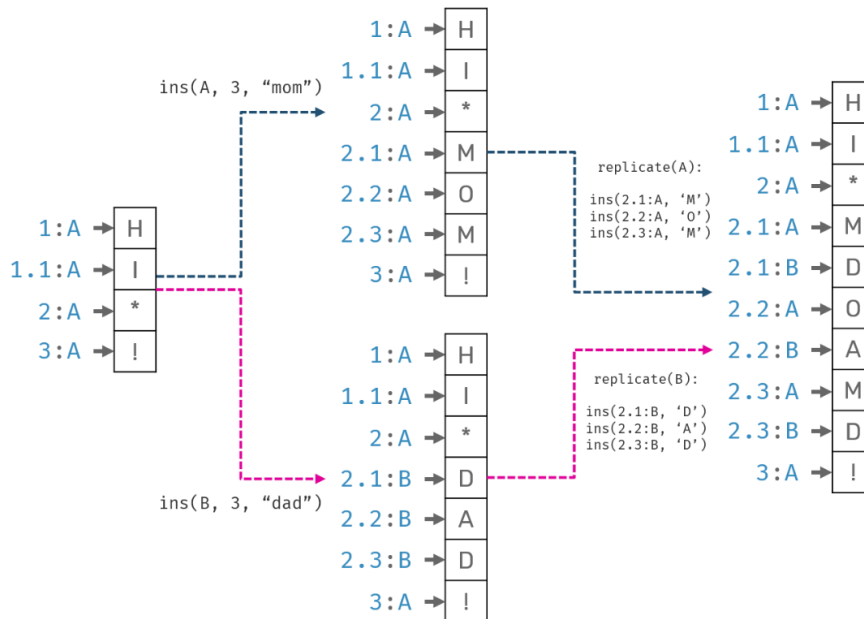 1:A → H
1.1:A → I
2:A → *
3:A → !
ins(A, 3, “mom”)
1:A → H
1.1:A → I
2:A → *
2.1:A → M
2.2:A → O
2.3:A → M
3:A → !
ins(B, 3, “dad”)
1:A → H
1.1:A → I
2:A → *
2.1:B → D
2.2:B → A
2.3:B → D
3:A → !
replicate(A):
ins(2.1:A, ‘M’)
ins(2.2:A, ‘O’)
ins(2.3:A, ‘M’)
replicate(B):
ins(2.1:B, ‘D’)
ins(2.2:B, ‘A’)
ins(2.3:B, ‘D’)
1:A → H
1.1:A → I
2:A → *
2.1:A → M
2.1:B → D
2.2:A → O
2.2:B → A
2.3:A → M
2.3:B → D
3:A → !